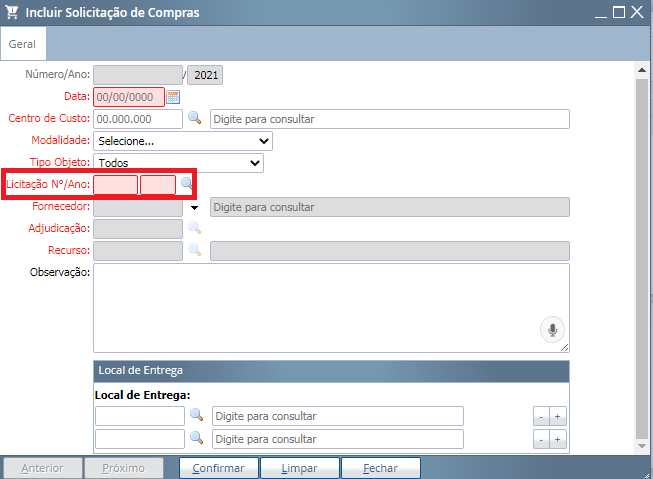 Incluir Solicitação de Compras
Geral
Número/Ano: / 2021
Data: 00/00/0000
Centro de Custo: 00.000.000 Digite para consultar
Modalidade: Selecione...
Tipo Objeto: Todos
Licitação Nº/Ano:
Fornecedor: Digite para consultar
Adjudicação:
Recurso:
Observação:
Local de Entrega
Local de Entrega:
Digite para consultar - +
Digite para consultar - +
Anterior Próximo Confirmar Limpar Fechar